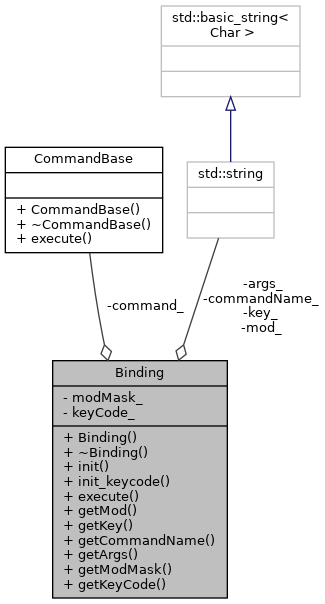 std::basic_string<
Char >
CommandBase
+ CommandBase()
+ ~CommandBase()
+ execute()
std::string
-command_
-args_
-commandName_
-key_
-mod_
Binding
- modMask_
- keyCode_
+ Binding()
+ ~Binding()
+ init()
+ init_keycode()
+ execute()
+ getMod()
+ getKey()
+ getCommandName()
+ getArgs()
+ getModMask()
+ getKeyCode()